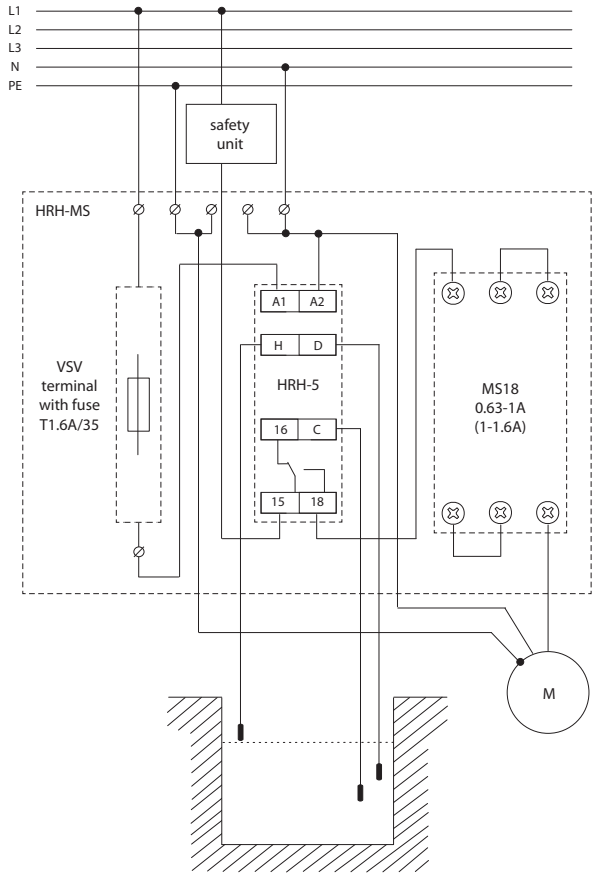 L1
L2
L3
N
PE
safety
unit
HRH-MS
A1 A2
H D
HRH-5
16 C
15 18
VSV
terminal
with fuse
T1.6A/35
MS18
0.63-1A
(1-1.6A)
M